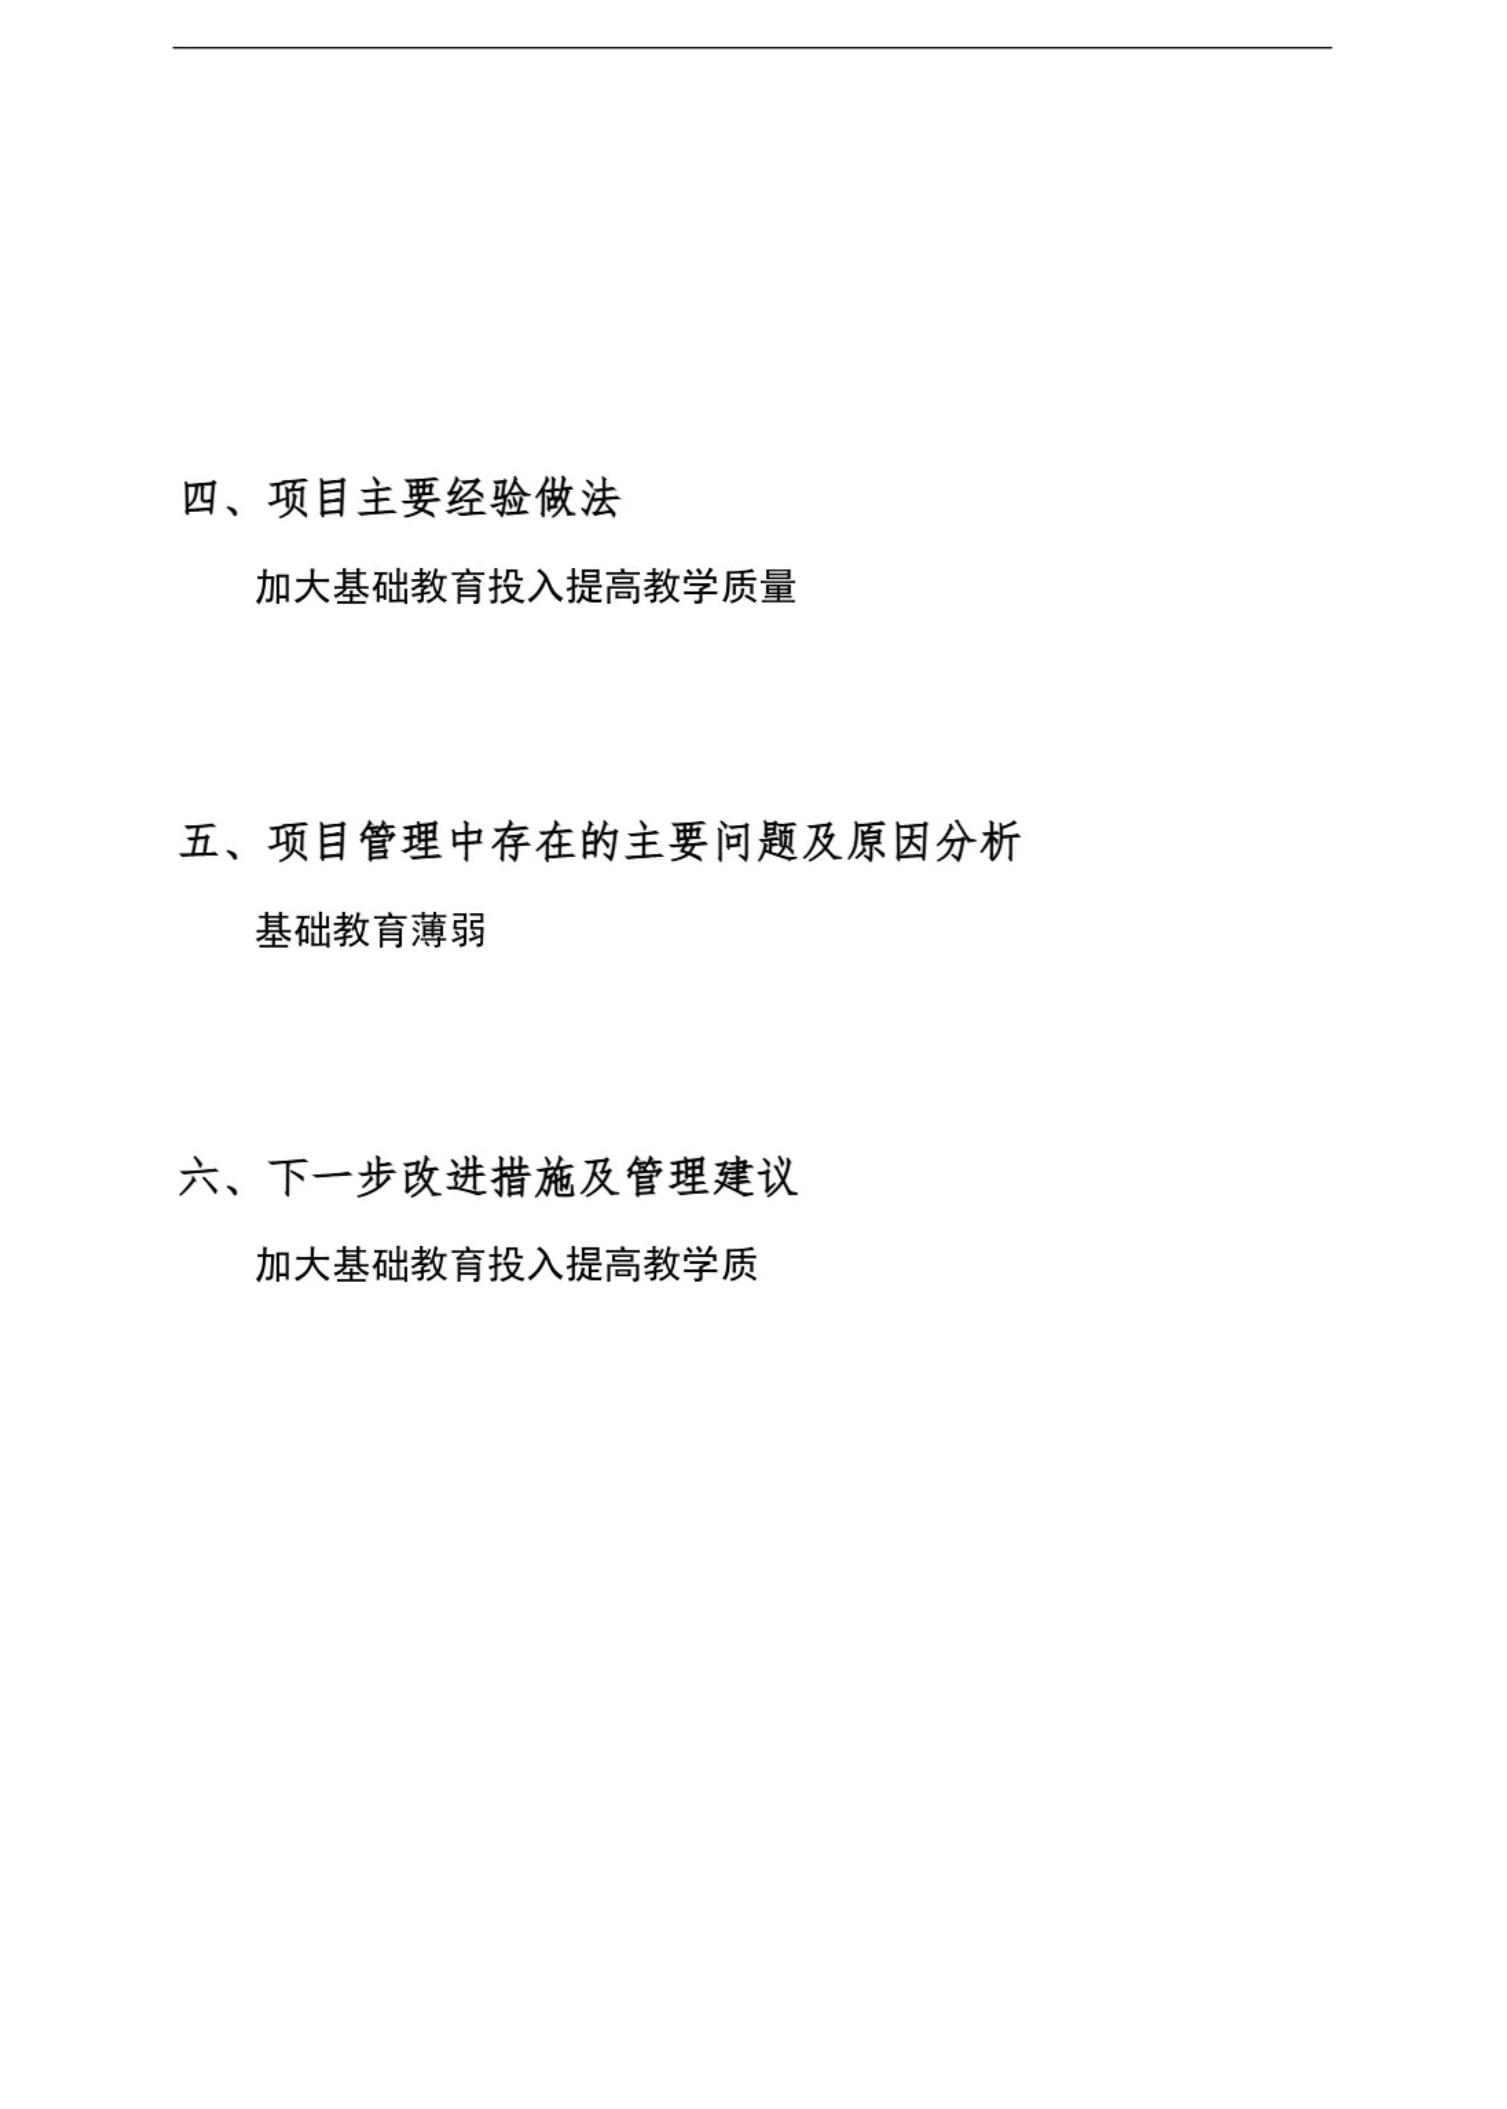 四、项目主要经验做法
加大基础教育投入提高教学质量
五、项目管理中存在的主要问题及原因分析
基础教育薄弱
六、下一步改进措施及管理建议
加大基础教育投入提高教学质